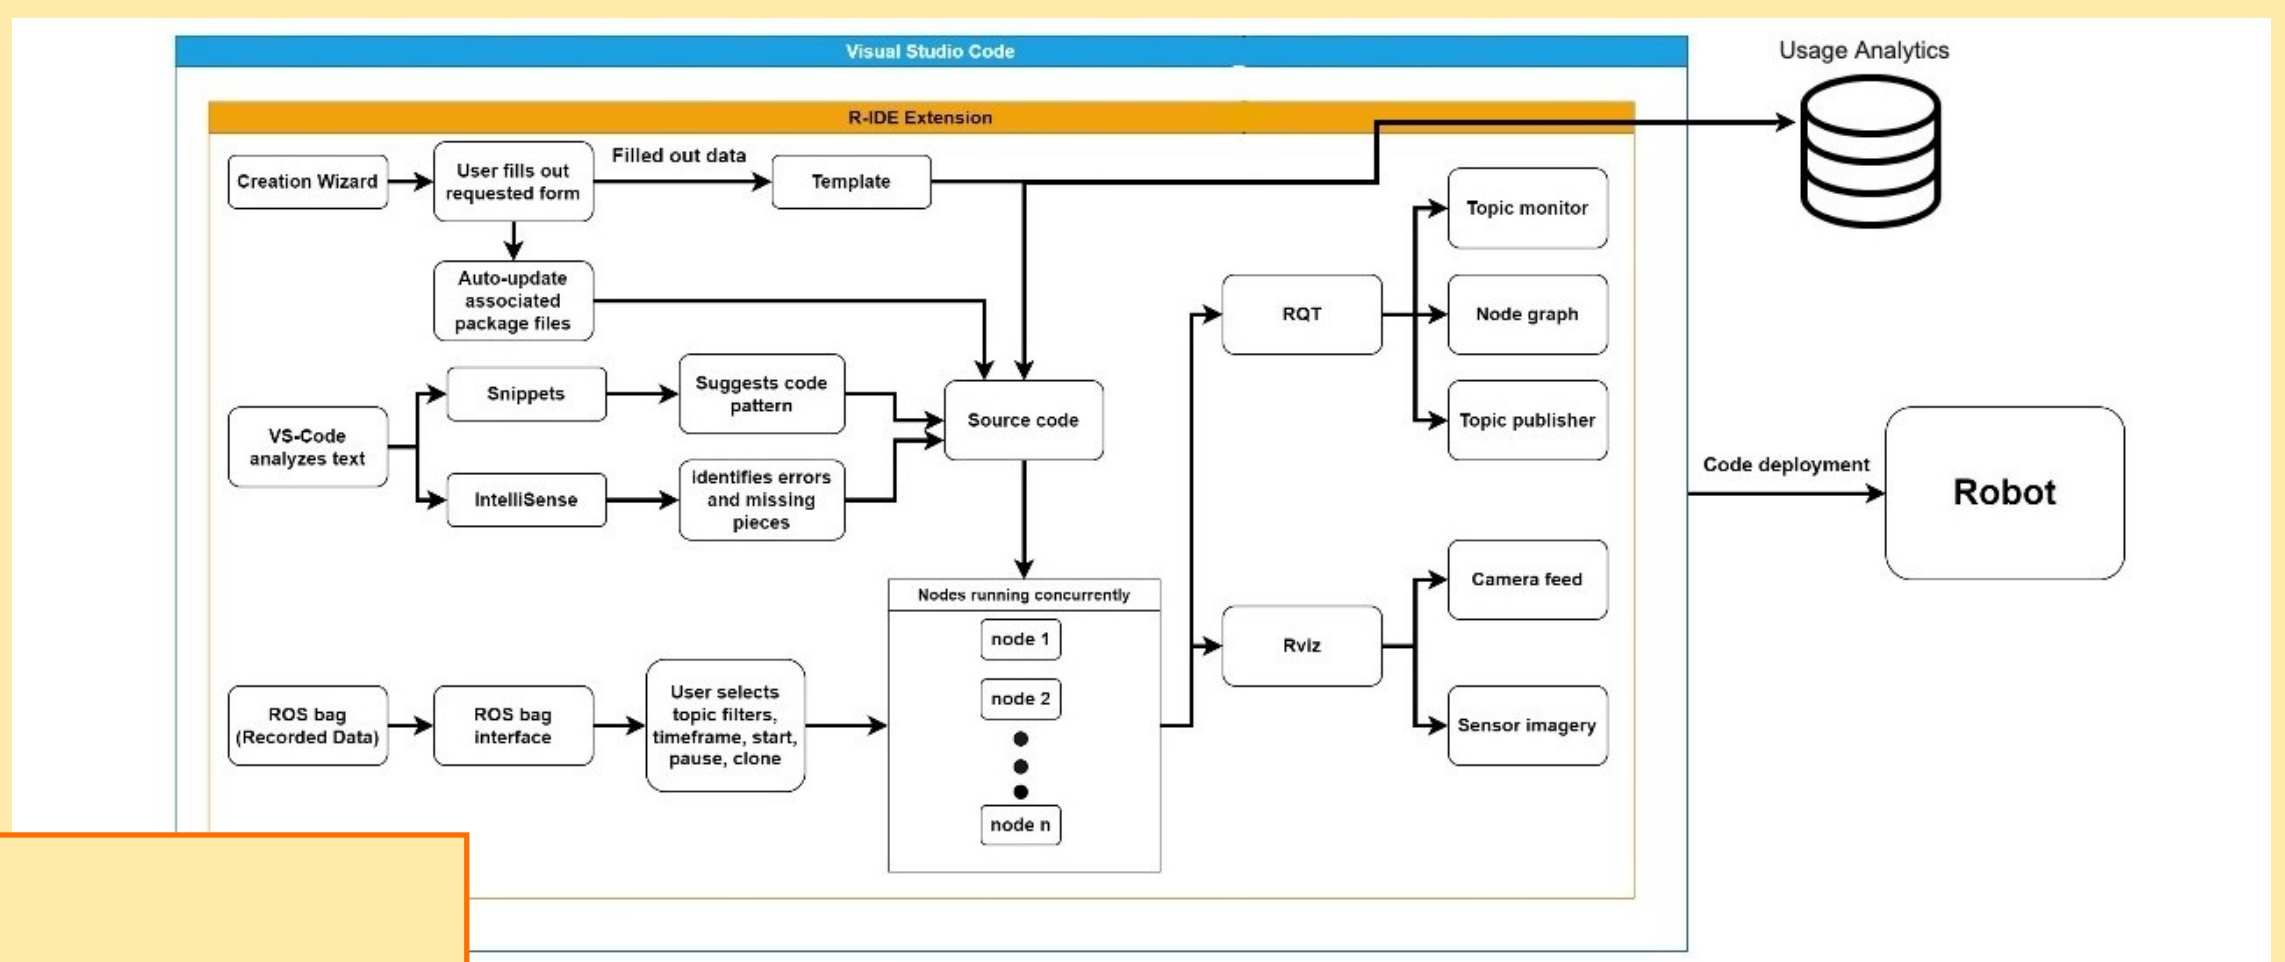 Visual Studio Code
Usage Analytics
R-IDE Extension
Creation Wizard
User fills out
requested form
Filled out data
Template
Auto-update
associated
package files
VS-Code
analyzes text
Snippets
Suggests code
pattern
IntelliSense
identifies errors
and missing
pieces
Source code
ROS bag
(Recorded Data)
ROS bag
interface
User selects
topic filters,
timeframe, start,
pause, clone
Nodes running concurrently
node 1
node 2
node n
RQT
Topic monitor
Node graph
Topic publisher
Rviz
Camera feed
Sensor imagery
Code deployment
Robot